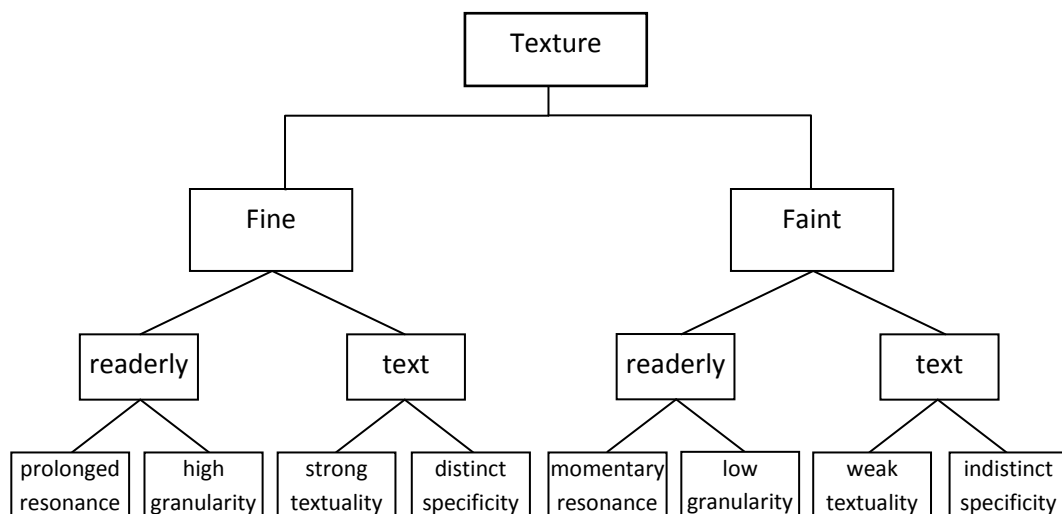 Texture
Fine
Faint
readerly
text
readerly
text
prolonged
resonance
high
granularity
strong
textuality
distinct
specificity
momentary
resonance
low
granularity
weak
textuality
indistinct
specificity